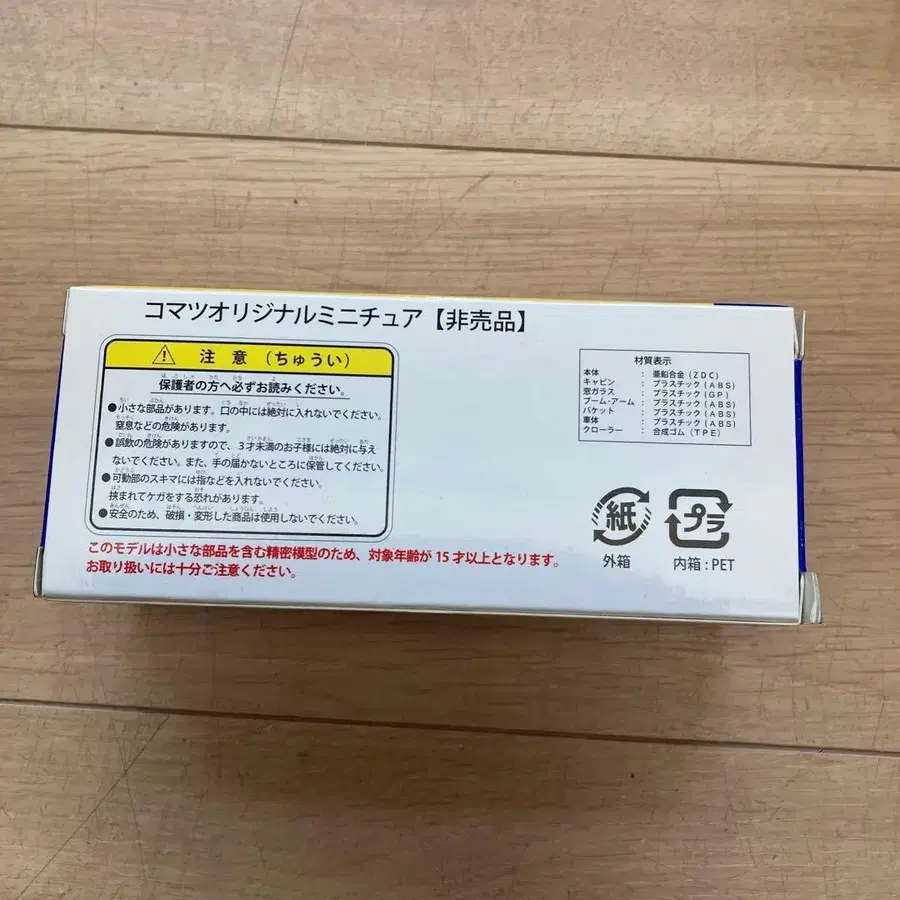 コマツオリジナルミニチュア【非売品】
注 意 (ちゅうい)
保護者の方へ必ずお読みください。
●小さな部品があります。口の中には絶対に入れないでください。
窒息などの危険があります。
●誤飲の危険がありますので、3才未満のお子様には絶対に与え
ないでください。また、手の届かないところに保管してください。
●可動部のスキマには指などを入れないでください。
挟まれてケガをする恐れがあります。
●安全のため、破損・変形した商品は使用しないでください。
このモデルは小さな部品を含む精密模型のため、対象年齢が15才以上となります。
お取り扱いには十分ご注意ください。
材質表示
本体 : 亜鉛合金(ZDC)
キャビン : プラスチック(ABS)
窓ガラス : プラスチック(GP)
ブーム・アーム : プラスチック(ABS)
バケット : プラスチック(ABS)
車体 : プラスチック(ABS)
クローラー : 合成ゴム(TPE)
紙
外箱
プラ
内箱:PET